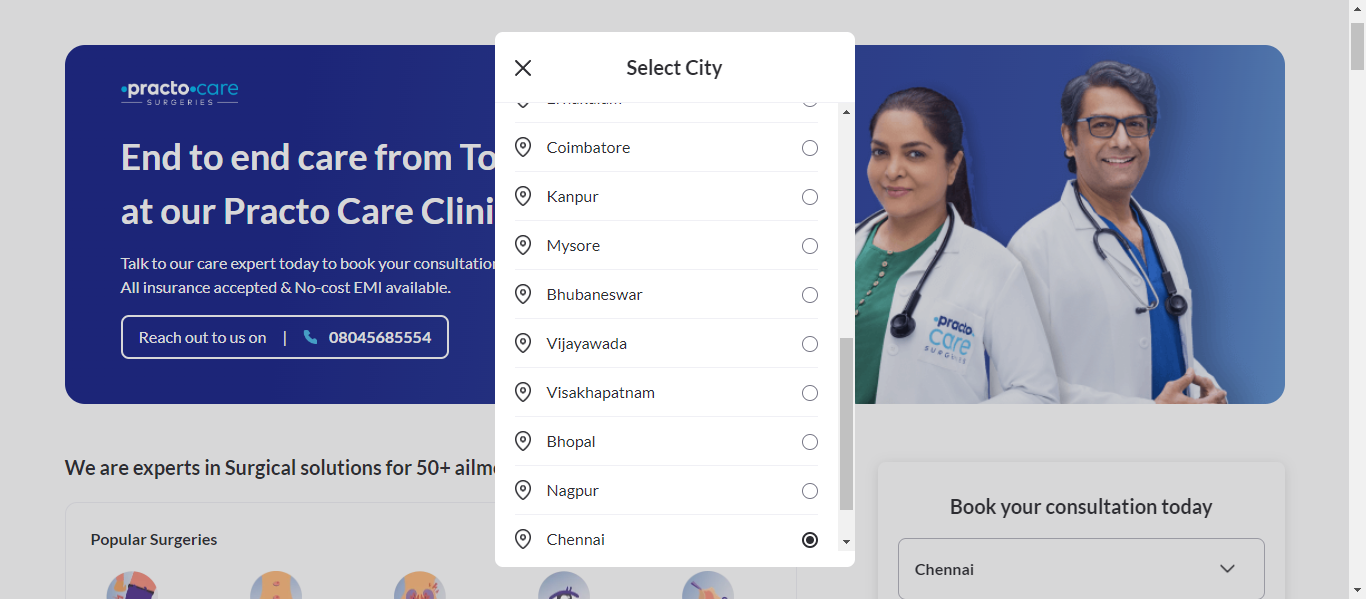 practo care
SURGERIES
End to end care from To
at our Practo Care Clini
Talk to our care expert today to book your consultation
All insurance accepted & No-cost EMI available.
Reach out to us on | 08045685554
Select City
Coimbatore
Kanpur
Mysore
Bhubaneswar
Vijayawada
Visakhapatnam
Bhopal
Nagpur
Chennai
practo
care
SURGERIES
We are experts in Surgical solutions for 50+ ailm
Popular Surgeries
Book your consultation today
Chennai